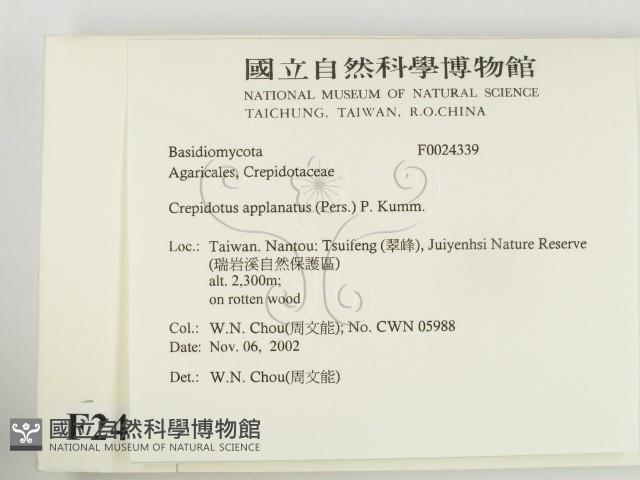 國立自然科學博物館
NATIONAL MUSEUM OF NATURAL SCIENCE
TAICHUNG, TAIWAN, R.O.CHINA
Basidiomycota F0024339
Agaricales, Crepidotaceae
Crepidotus applanatus (Pers.) P. Kumm.
Loc.: Taiwan. Nantou: Tsuifeng (翠峰), Juiyenhsi Nature Reserve
(瑞岩溪自然保護區)
alt. 2,300m;
on rotten wood
Col.: W.N. Chou(周文能); No. CWN 05988
Date: Nov. 06, 2002
Det.: W.N. Chou(周文能)
F24
國立自然科學博物館
NATIONAL MUSEUM OF NATURAL SCIENCE